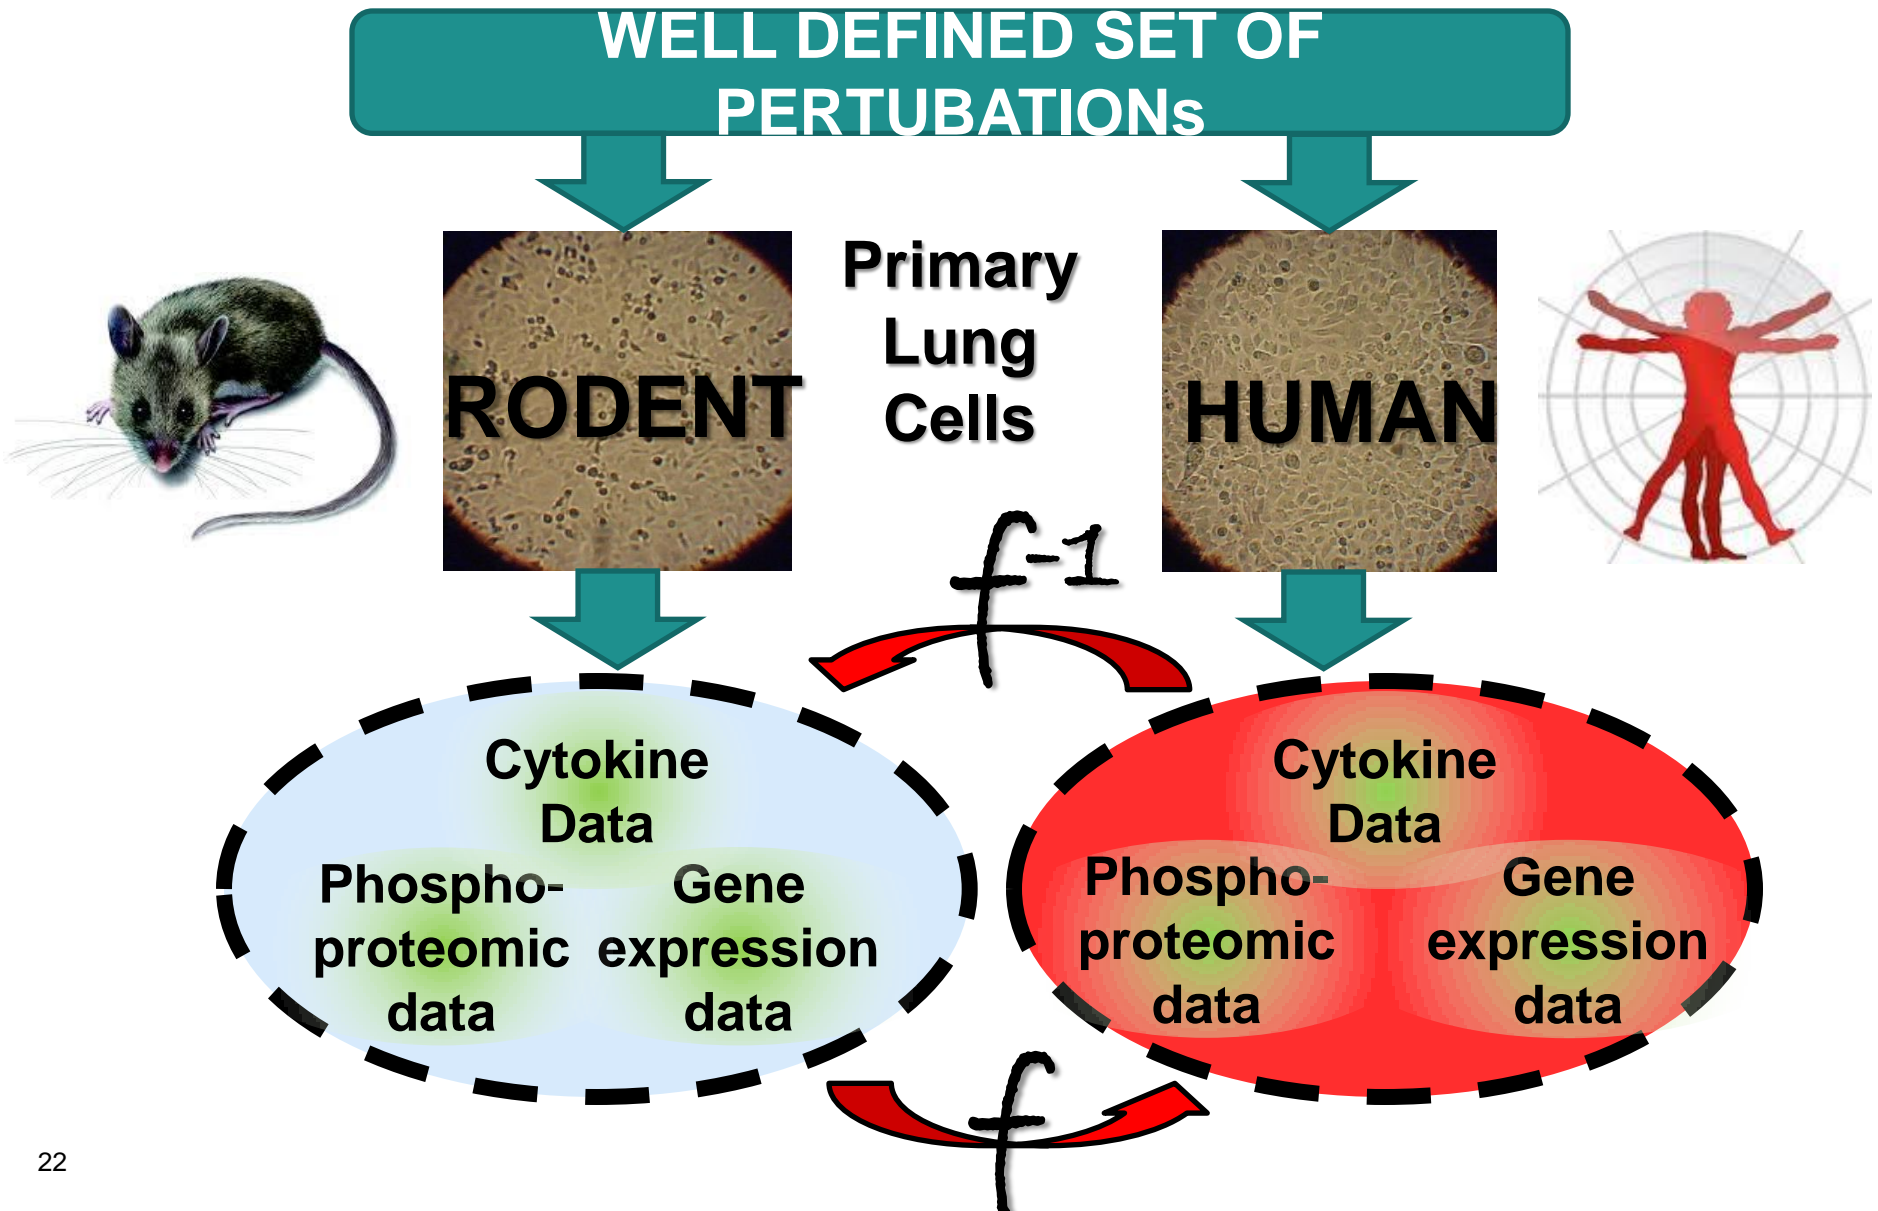 WELL DEFINED SET OF
PERTUBATIONs
Primary
Lung
Cells
RODENT
HUMAN
f-1
Cytokine
Data
Phospho-
proteomic
data
Gene
expression
data
Cytokine
Data
Phospho-
proteomic
data
Gene
expression
data
f
22